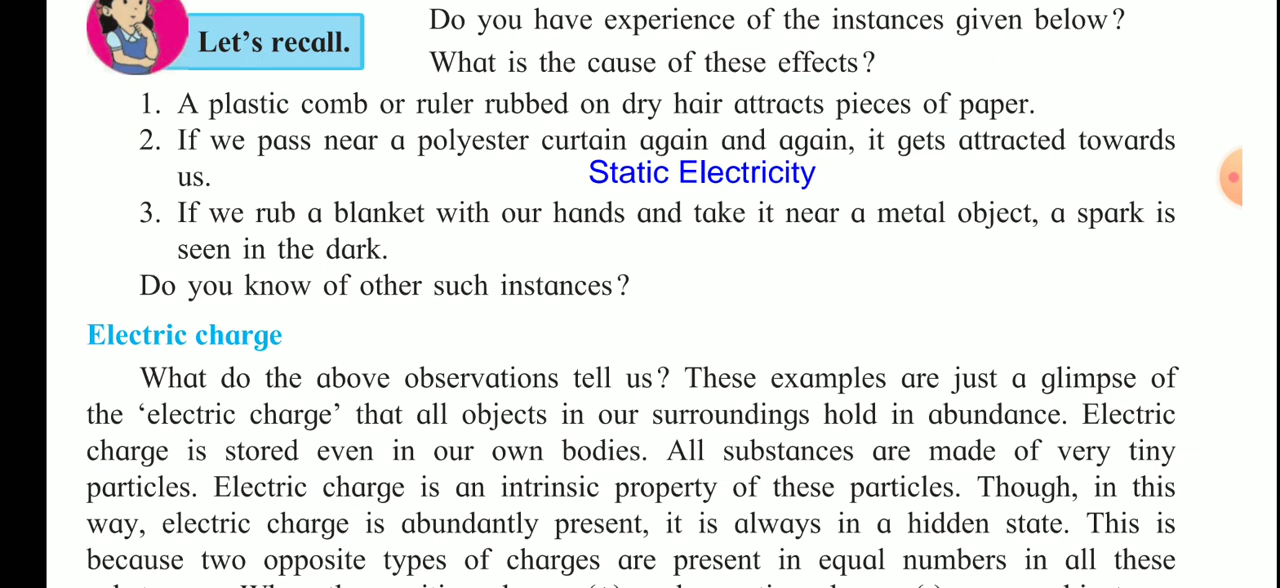 Do you have experience of the instances given below?
Let's recall.
What is the cause of these effects?
1. A plastic comb or ruler rubbed on dry hair attracts pieces of paper.
2. If we pass near a polyester curtain again and again, it gets attracted towards
us.
Static Electricity
3. If we rub a blanket with our hands and take it near a metal object, a spark is
seen in the dark.
Do you know of other such instances?
Electric charge
What do the above observations tell us? These examples are just a glimpse of
the ‘electric charge’ that all objects in our surroundings hold in abundance. Electric
charge is stored even in our own bodies. All substances are made of very tiny
particles. Electric charge is an intrinsic property of these particles. Though, in this
way, electric charge is abundantly present, it is always in a hidden state. This is
because two opposite types of charges are present in equal numbers in all these